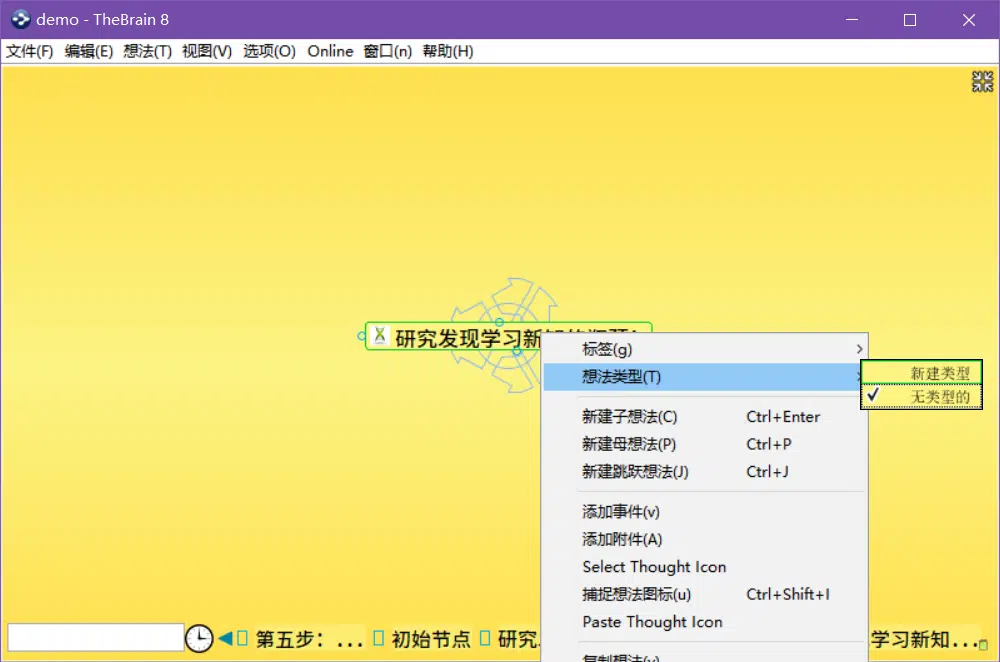 demo - TheBrain 8
文件(F) 编辑(E) 想法(T) 视图(V) 选项(O) Online 窗口(n) 帮助(H)
研究发现学习新
标签(g)
想法类型(T)
新建类型
无类型的
新建子想法(C) Ctrl+Enter
新建母想法(P) Ctrl+P
新建跳跃想法(J) Ctrl+J
添加事件(v)
添加附件(A)
Select Thought Icon
捕捉想法图标(u) Ctrl+Shift+I
Paste Thought Icon
第五步：... 初始节点 研究 学习新知...
复制想法(y)